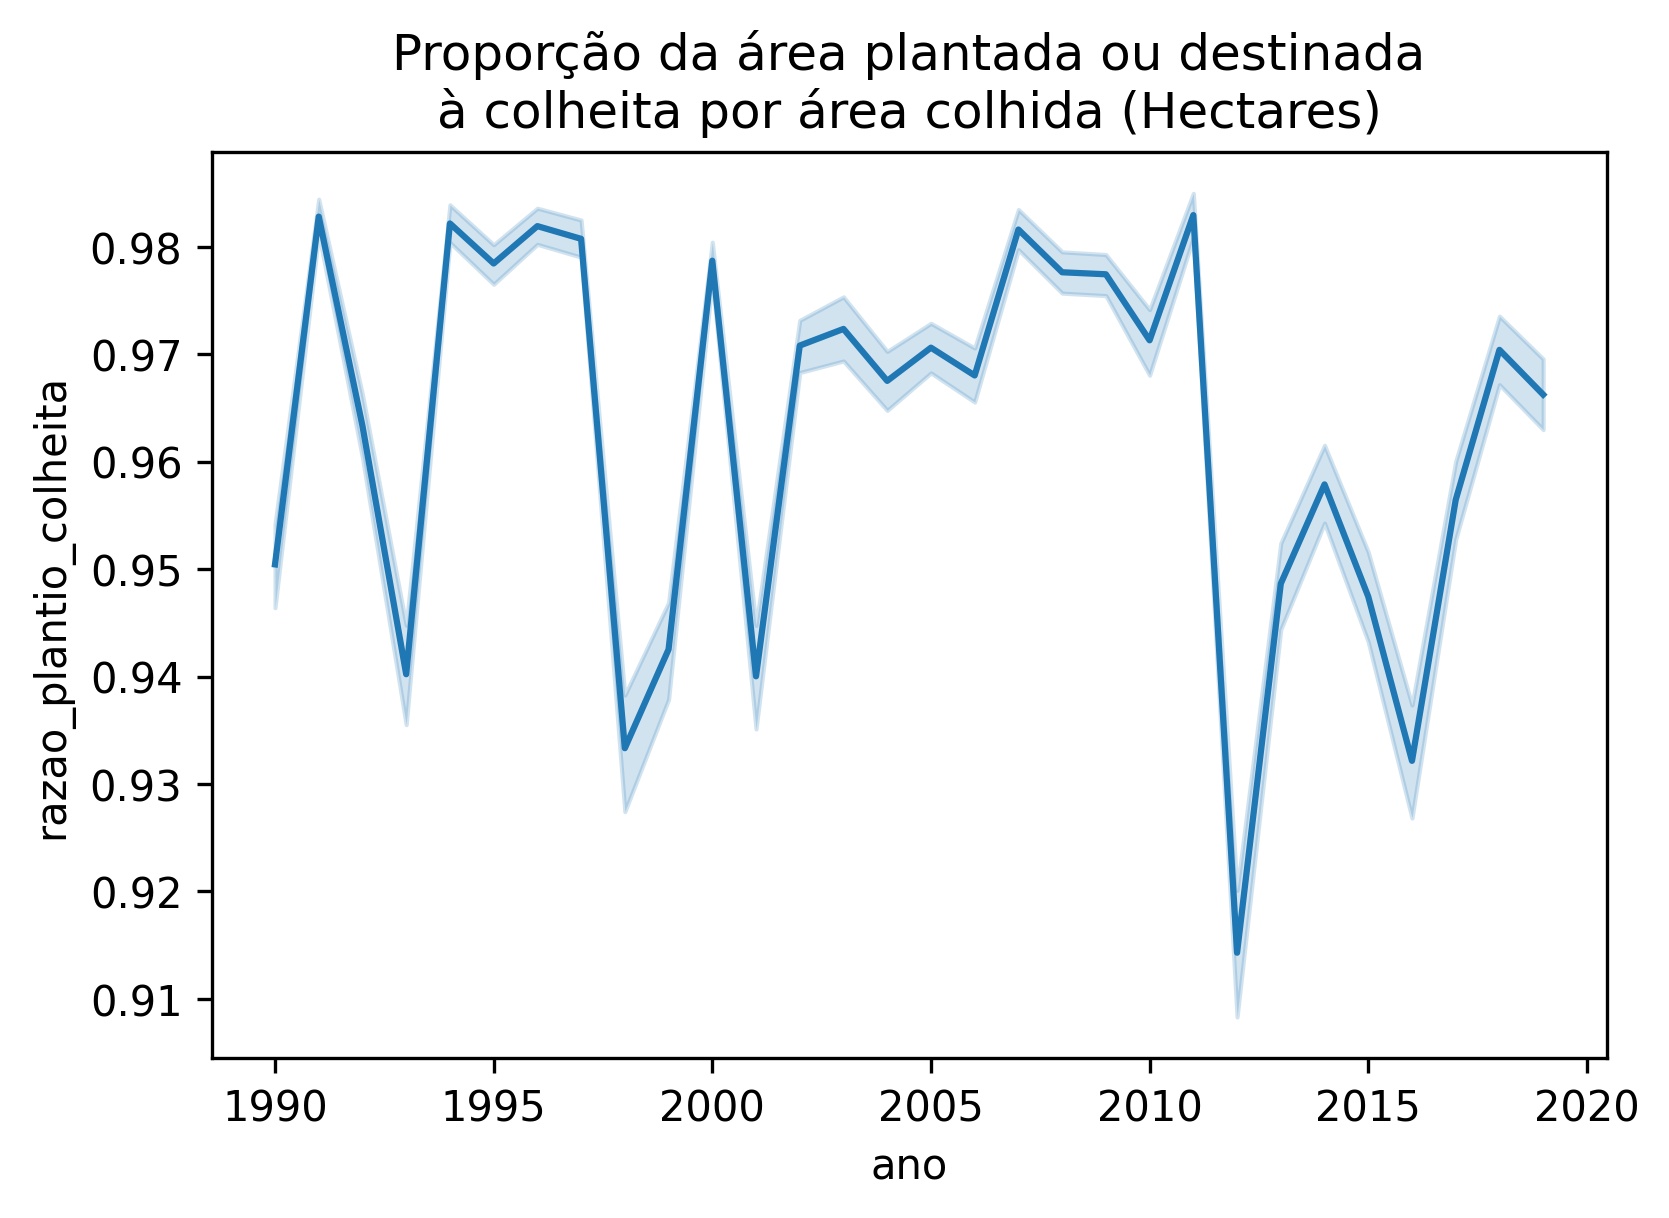 Proporção da área plantada ou destinada
à colheita por área colhida (Hectares)
razao_plantio_colheita
0.98
0.97
0.96
0.95
0.94
0.93
0.92
0.91
1990 1995 2000 2005 2010 2015 2020
ano